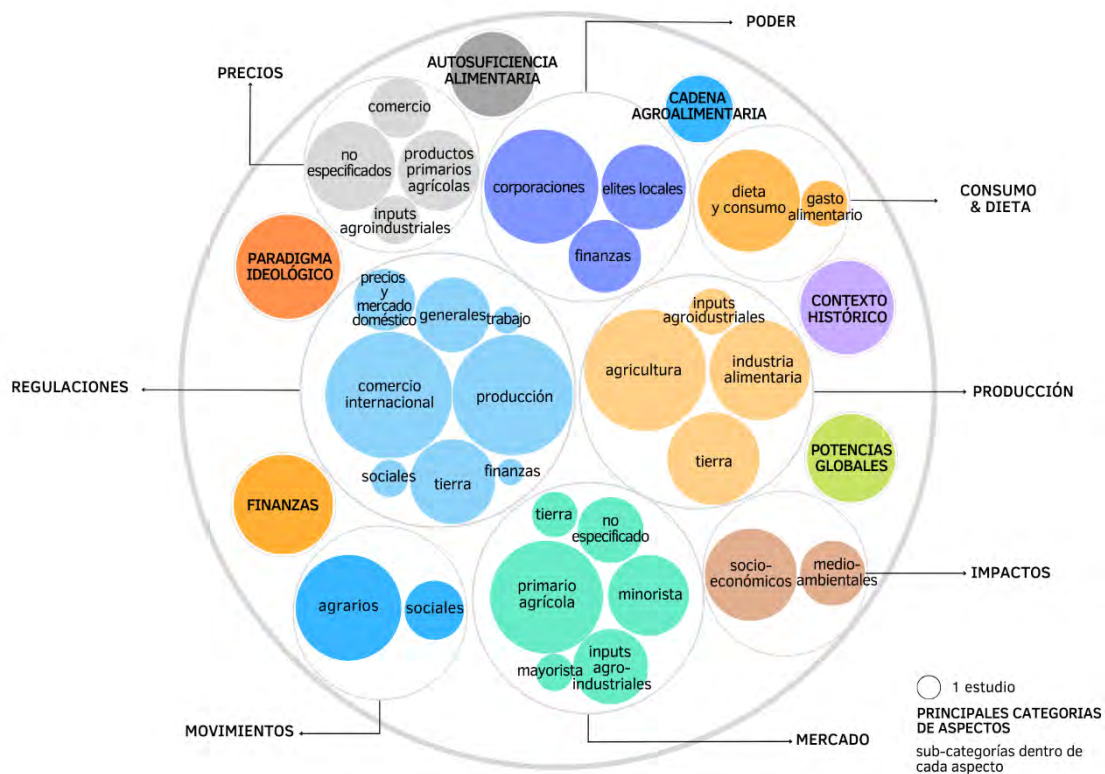 PODER
AUTOSUFICIENCIA
ALIMENTARIA
PRECIOS
comercio
no
especificados
productos
primarios
agrícolas
inputs
agroindustriales
corporaciones
elites locales
finanzas
CADENA
AGROALIMENTARIA
dieta
y consumo
gasto
alimentario
CONSUMO
& DIETA
PARADIGMA
IDEOLÓGICO
CONTEXTO
HISTÓRICO
precios
y
mercado
doméstico
generales
trabajo
comercio
internacional
producción
sociales
tierra
finanzas
REGULACIONES
inputs
agroidustriales
agricultura
industria
alimentaria
tierra
PRODUCCIÓN
POTENCIAS
GLOBALES
FINANZAS
tierra
no
especificado
primario
agrícola
minorista
mayorista
inputs
agro-
industriales
socio-
económicos
medio-
ambientales
IMPACTOS
agrarios
sociales
MOVIMIENTOS
MERCADO
1 estudio
PRINCIPALES CATEGORIAS
DE ASPECTOS
sub-categorías dentro de
cada aspecto